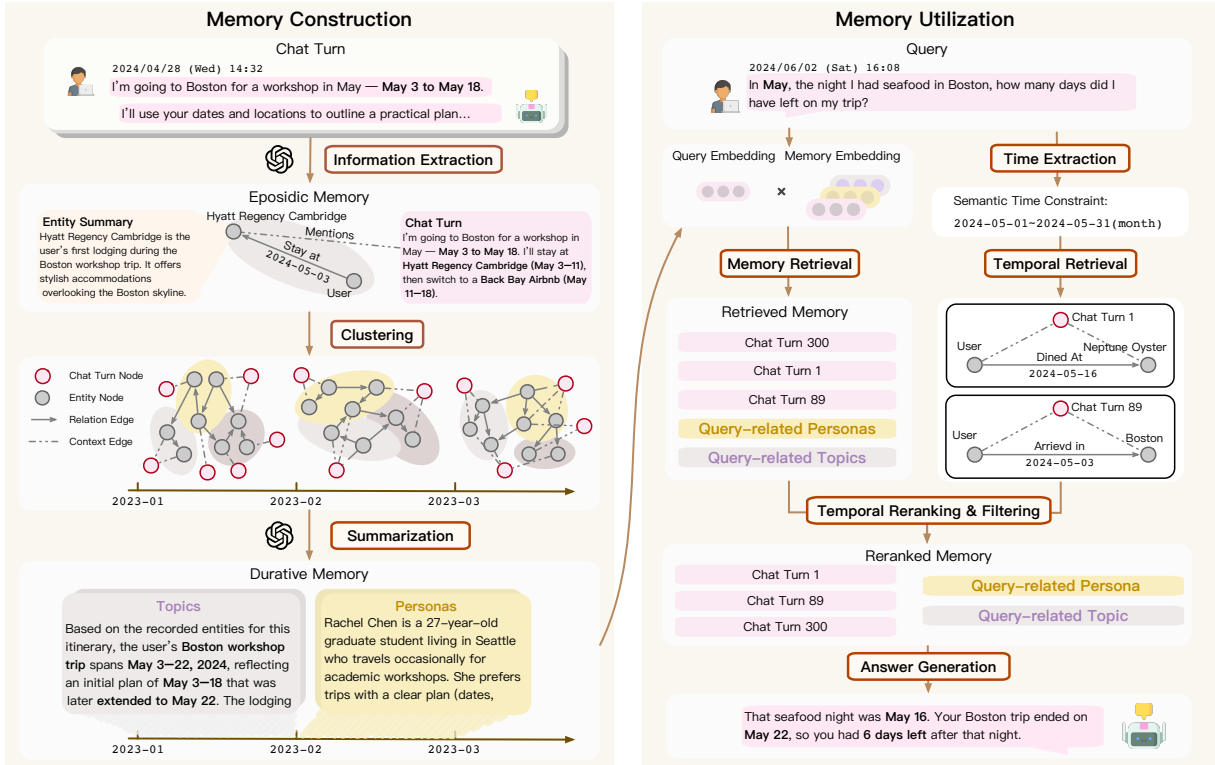 Memory Construction
Chat Turn
2024/04/28 (Wed) 14:32
I'm going to Boston for a workshop in May — May 3 to May 18.
I'll use your dates and locations to outline a practical plan...
Information Extraction
Eposidic Memory
Entity Summary
Hyatt Regency Cambridge is the
user's first lodging during the
Boston workshop trip. It offers
stylish accommodations
overlooking the Boston skyline.
Hyatt Regency Cambridge
Mentions
Stay at
2024-05-03
User
Chat Turn
I'm going to Boston for a workshop in
May — May 3 to May 18. I'll stay at
Hyatt Regency Cambridge (May 3–11),
then switch to a Back Bay Airbnb (May
11–18).
Clustering
Chat Turn Node
Entity Node
Relation Edge
Context Edge
2023-01
2023-02
2023-03
Summarization
Durative Memory
Topics
Based on the recorded entities for this
itinerary, the user's Boston workshop
trip spans May 3–22, 2024, reflecting
an initial plan of May 3–18 that was
later extended to May 22. The lodging
Personas
Rachel Chen is a 27-year-old
graduate student living in Seattle
who travels occasionally for
academic workshops. She prefers
trips with a clear plan (dates,
2023-01
2023-02
2023-03
Memory Utilization
Query
2024/06/02 (Sat) 16:08
In May, the night I had seafood in Boston, how many days did I
have left on my trip?
Query Embedding
Memory Embedding
×
Memory Retrieval
Retrieved Memory
Chat Turn 300
Chat Turn 1
Chat Turn 89
Query-related Personas
Query-related Topics
Time Extraction
Semantic Time Constraint:
2024-05-01~2024-05-31(month)
Temporal Retrieval
Chat Turn 1
User
Neptune Oyster
Dined At
2024-05-16
Chat Turn 89
User
Boston
Arrievd in
2024-05-03
Temporal Reranking & Filtering
Reranked Memory
Chat Turn 1
Chat Turn 89
Chat Turn 300
Query-related Persona
Query-related Topic
Answer Generation
That seafood night was May 16. Your Boston trip ended on
May 22, so you had 6 days left after that night.